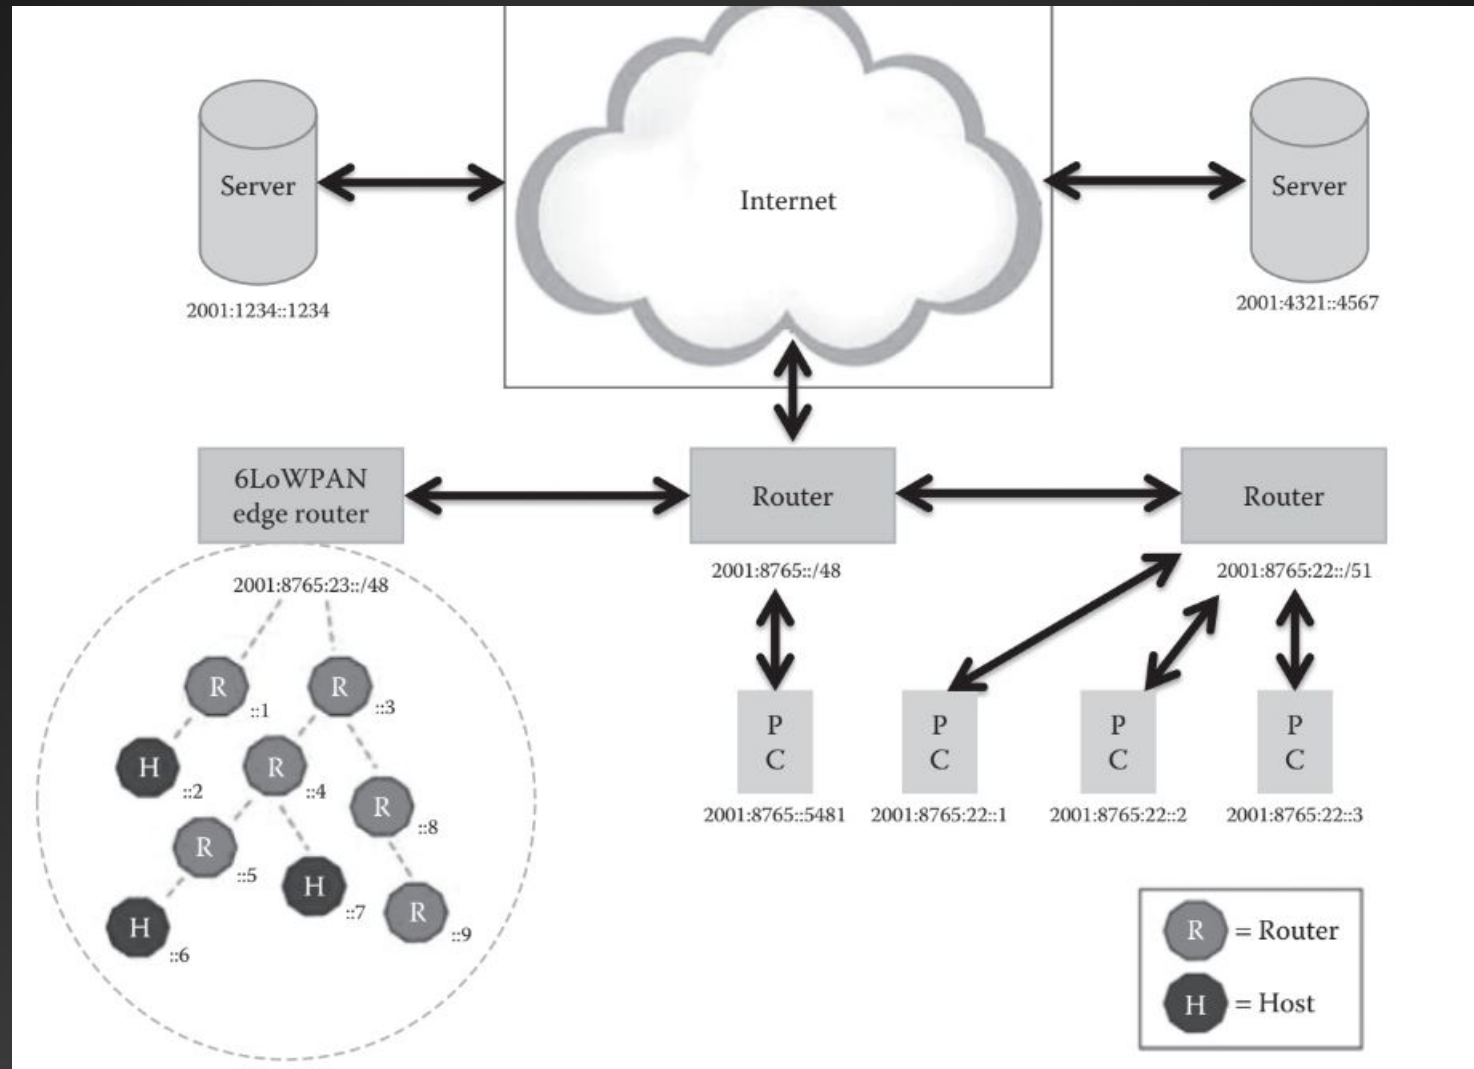 Internet
Server
Server
2001:1234::1234
2001:4321::4567
6LoWPAN
edge router
Router
Router
2001:8765:23::/48
2001:8765::/48
2001:8765:22::/51
R
::1
R
::3
H
::2
R
::4
R
::8
R
::5
H
::7
R
::9
H
::6
P
C
P
C
P
C
P
C
2001:8765::5481
2001:8765:22::1
2001:8765:22::2
2001:8765:22::3
R = Router
H = Host